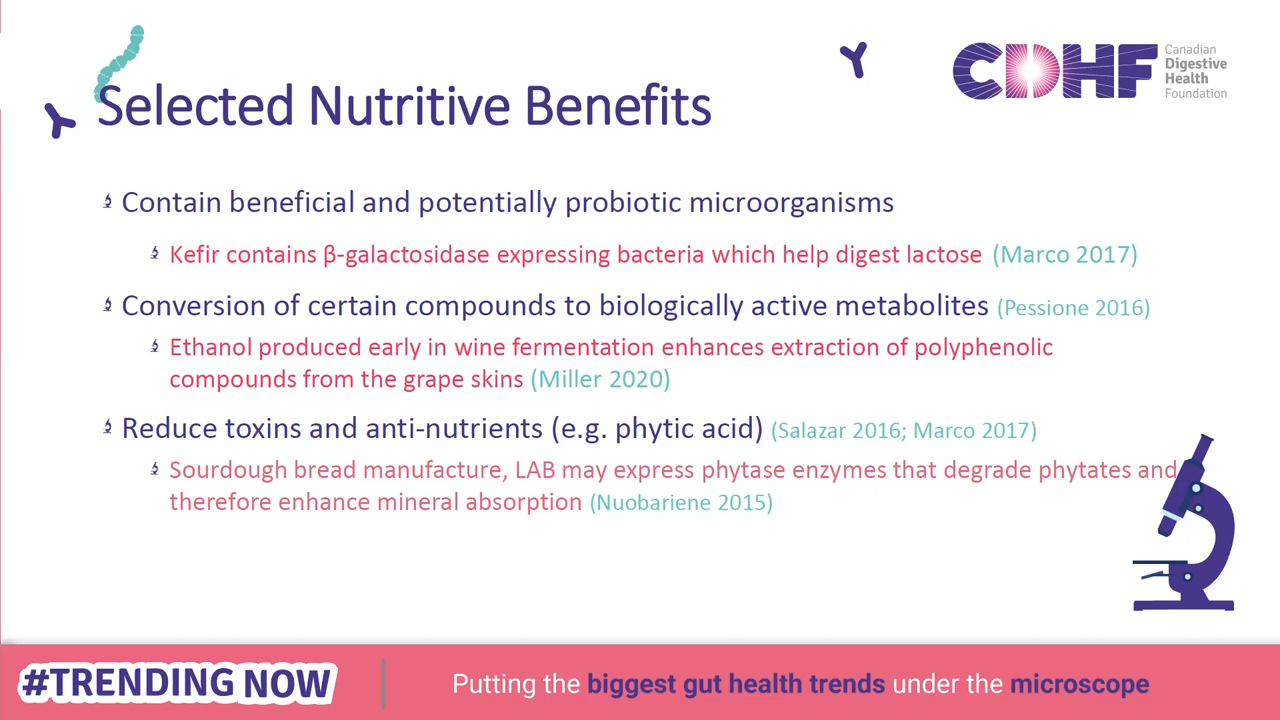 CDHF
Canadian
Digestive
Health
Foundation
Selected Nutritive Benefits
Contain beneficial and potentially probiotic microorganisms
Kefir contains β-galactosidase expressing bacteria which help digest lactose (Marco 2017)
Conversion of certain compounds to biologically active metabolites (Pessione 2016)
Ethanol produced early in wine fermentation enhances extraction of polyphenolic
compounds from the grape skins (Miller 2020)
Reduce toxins and anti-nutrients (e.g. phytic acid) (Salazar 2016; Marco 2017)
Sourdough bread manufacture, LAB may express phytase enzymes that degrade phytates and
therefore enhance mineral absorption (Nuobariene 2015)
#TRENDING NOW
Putting the biggest gut health trends under the microscope